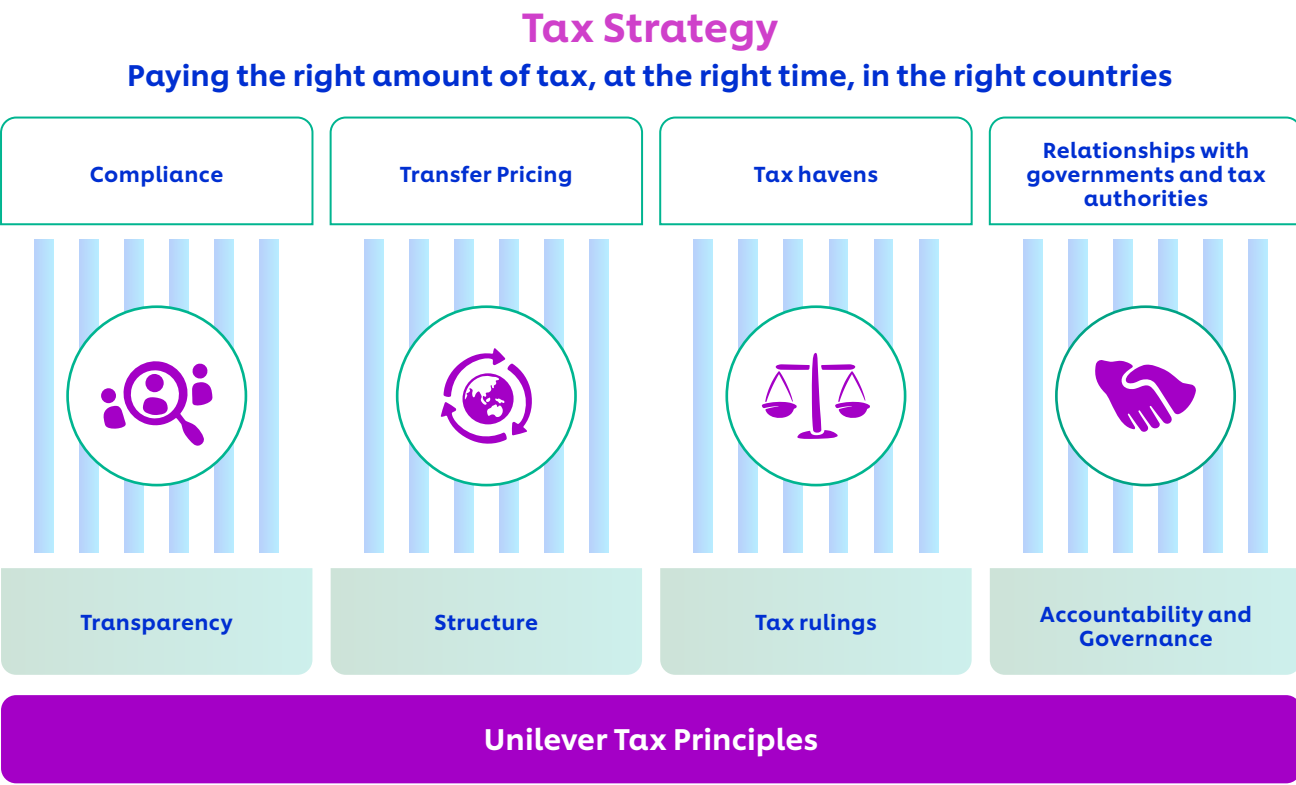 Tax Strategy
Paying the right amount of tax, at the right time, in the right countries
Compliance
Transfer Pricing
Tax havens
Relationships with
governments and tax
authorities
Transparency
Structure
Tax rulings
Accountability and
Governance
Unilever Tax Principles